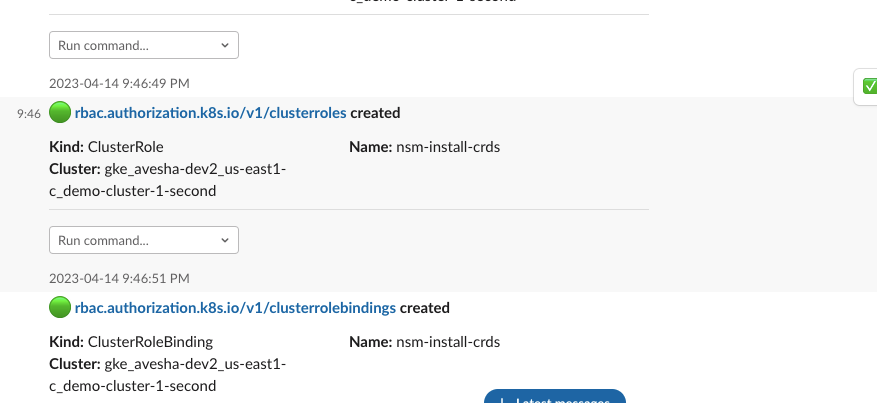 c_demo-cluster-1-second
Run command...
2023-04-14 9:46:49 PM
9:46 rbac.authorization.k8s.io/v1/clusterroles created
Kind: ClusterRole Name: nsm-install-crds
Cluster: gke_avesha-dev2_us-east1-
c_demo-cluster-1-second
Run command...
2023-04-14 9:46:51 PM
rbac.authorization.k8s.io/v1/clusterrolebindings created
Kind: ClusterRoleBinding Name: nsm-install-crds
Cluster: gke_avesha-dev2_us-east1-
c_demo-cluster-1-second
Latest messages